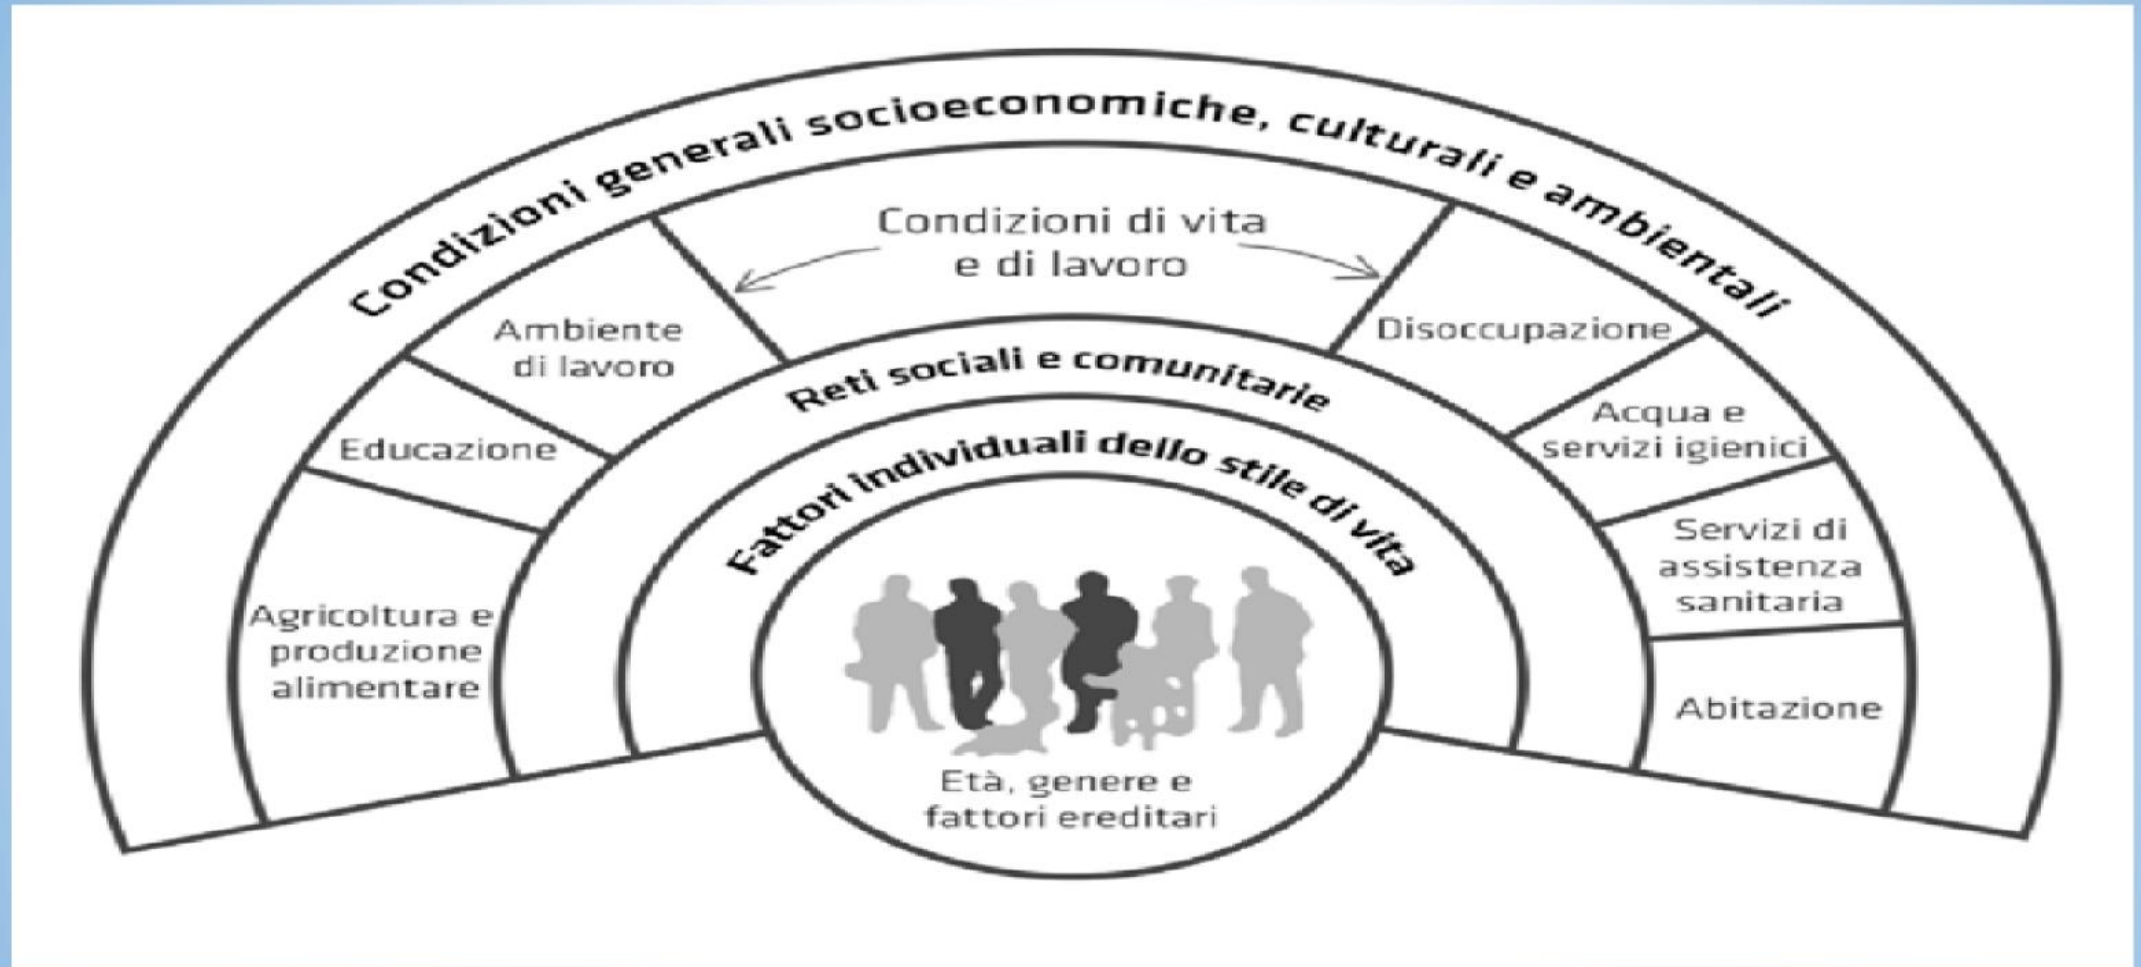 Condizioni generali socioeconomiche, culturali e ambientali
Condizioni di vita
e di lavoro
Ambiente
di lavoro
Educazione
Agricoltura e
produzione
alimentare
Disoccupazione
Acqua e
servizi igienici
Servizi di
assistenza
sanitaria
Abitazione
Reti sociali e comunitarie
Fattori individuali dello stile di vita
Età, genere e
fattori ereditari